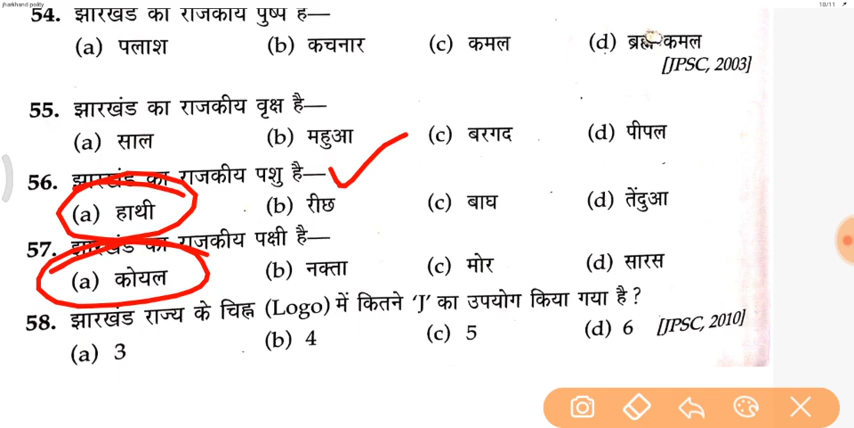 jharkhand polity
10/11
54. झारखंड का राजकीय पुष्प है—
(a) पलाश (b) कचनार (c) कमल (d) ब्रह्म कमल
[JPSC, 2003]
55. झारखंड का राजकीय वृक्ष है—
(a) साल (b) महुआ (c) बरगद (d) पीपल
56. झारखंड का राजकीय पशु है—
(a) हाथी (b) रीछ (c) बाघ (d) तेंदुआ
57. झारखंड का राजकीय पक्षी है—
(a) कोयल (b) नक्ता (c) मोर (d) सारस
58. झारखंड राज्य के चिह्न (Logo) में कितने ‘J’ का उपयोग किया गया है ?
(a) 3 (b) 4 (c) 5 (d) 6 [JPSC, 2010]